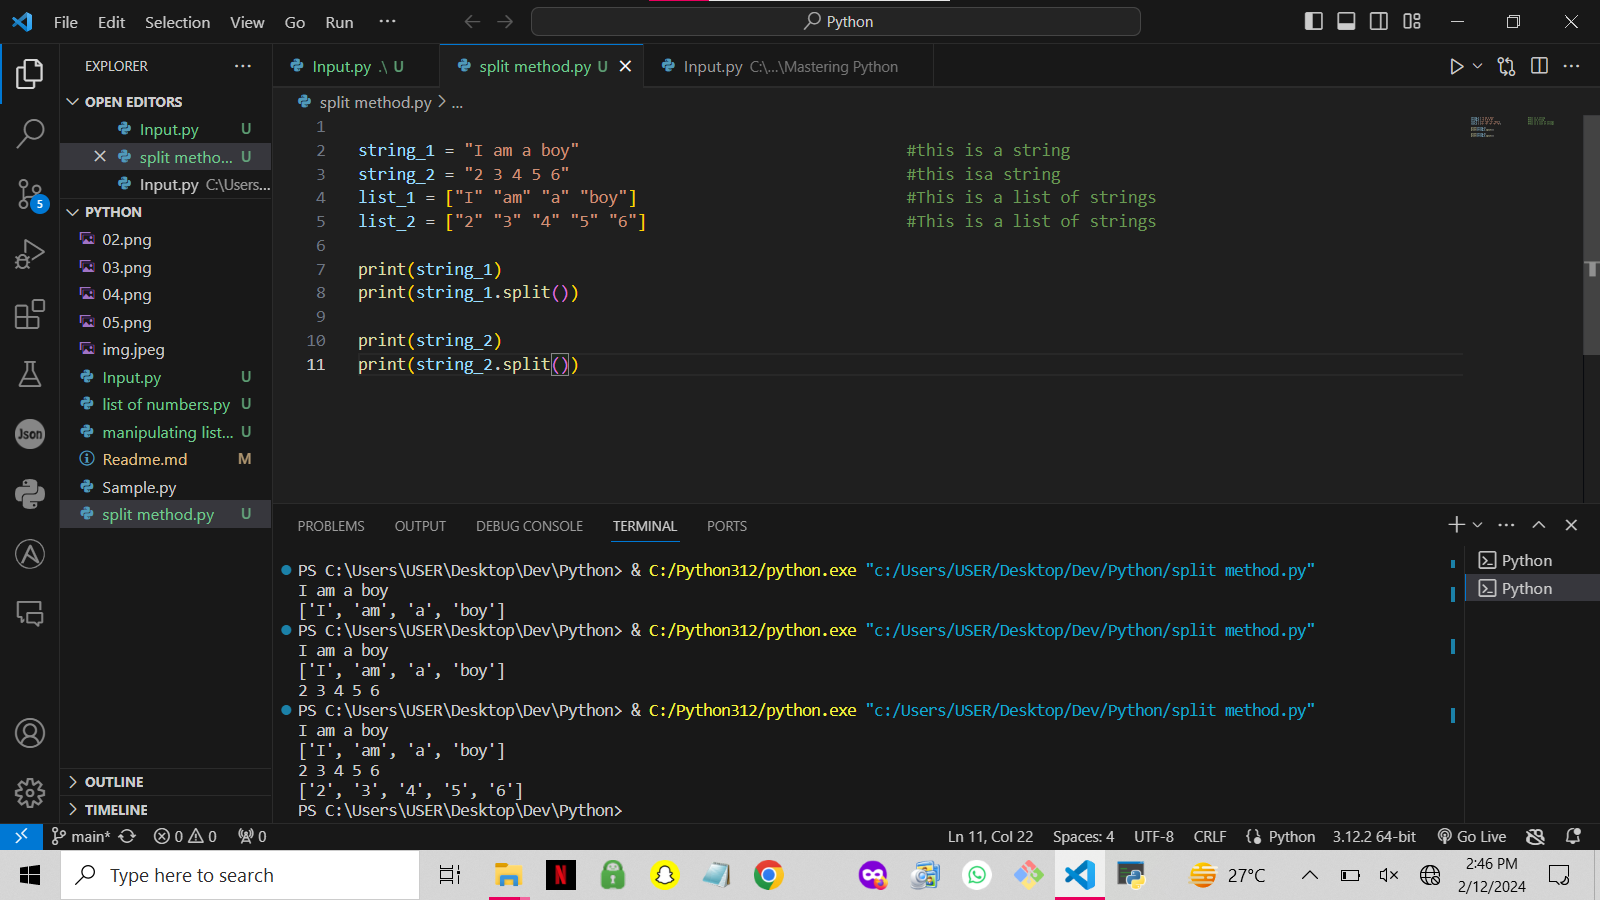 File Edit Selection View Go Run ··· Python
EXPLORER ···
OPEN EDITORS
Input.py U
split metho... U
Input.py C:\Users...
PYTHON
02.png
03.png
04.png
05.png
img.jpeg
Input.py U
list of numbers.py U
manipulating list... U
Readme.md M
Sample.py
split method.py U
OUTLINE
TIMELINE
5
Json
Input.py .\ U split method.py U Input.py C:\...\Mastering Python
split method.py > ...
1
2 string_1 = "I am a boy" #this is a string
3 string_2 = "2 3 4 5 6" #this isa string
4 list_1 = ["I" "am" "a" "boy"] #This is a list of strings
5 list_2 = ["2" "3" "4" "5" "6"] #This is a list of strings
6
7 print(string_1)
8 print(string_1.split())
9
10 print(string_2)
11 print(string_2.split())
PROBLEMS OUTPUT DEBUG CONSOLE TERMINAL PORTS
PS C:\Users\USER\Desktop\Dev\Python> & C:/Python312/python.exe "c:/Users/USER/Desktop/Dev/Python/split method.py"
I am a boy
['I', 'am', 'a', 'boy']
PS C:\Users\USER\Desktop\Dev\Python> & C:/Python312/python.exe "c:/Users/USER/Desktop/Dev/Python/split method.py"
I am a boy
['I', 'am', 'a', 'boy']
2 3 4 5 6
PS C:\Users\USER\Desktop\Dev\Python> & C:/Python312/python.exe "c:/Users/USER/Desktop/Dev/Python/split method.py"
I am a boy
['I', 'am', 'a', 'boy']
2 3 4 5 6
['2', '3', '4', '5', '6']
PS C:\Users\USER\Desktop\Dev\Python>
Python
Python
main* 0 0 0 Ln 11, Col 22 Spaces: 4 UTF-8 CRLF Python 3.12.2 64-bit Go Live
Type here to search 27°C 2:46 PM
2/12/2024